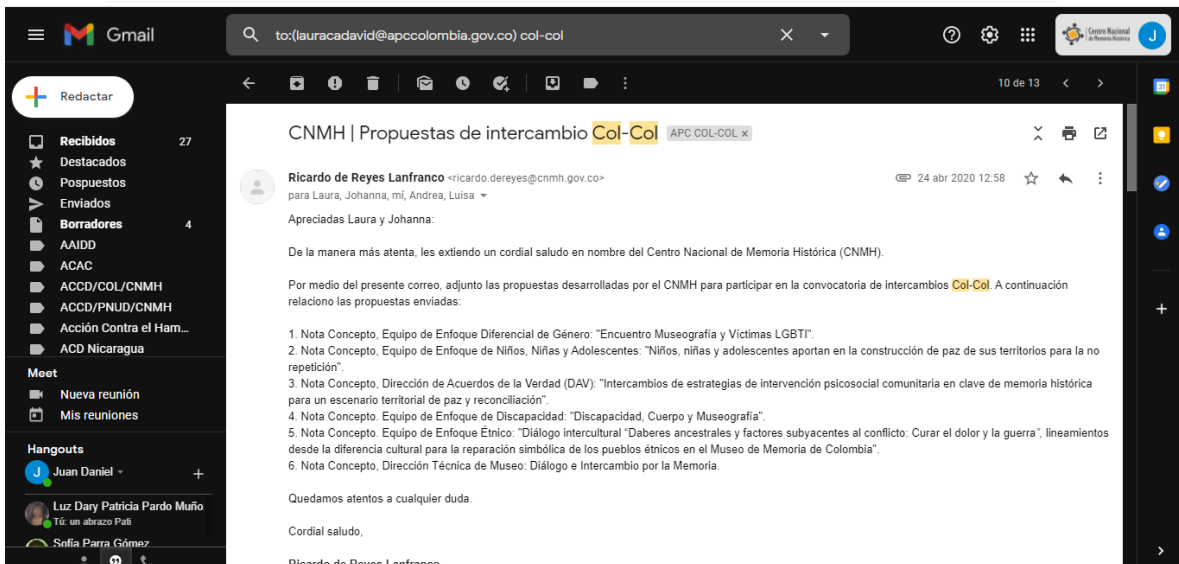 Gmail
to:(lauracadavid@apccolombia.gov.co) col-col
Centro Nacional
de Memoria Histórica
J
Redactar
10 de 13
31
Recibidos 27
Destacados
Pospuestos
Enviados
Borradores 4
AAIDD
ACAC
ACCD/COL/CNMH
ACCD/PNUD/CNMH
Acción Contra el Ham...
ACD Nicaragua
Meet
Nueva reunión
Mis reuniones
Hangouts
J Juan Daniel
Luz Dary Patricia Pardo Muño
Tú: un abrazo Pati
Sofía Parra Gómez
CNMH | Propuestas de intercambio Col-Col APC COL-COL x
Ricardo de Reyes Lanfranco <ricardo.dereyes@cnmh.gov.co> 24 abr 2020 12:58
para Laura, Johanna, mí, Andrea, Luisa
Apreciadas Laura y Johanna:
De la manera más atenta, les extiendo un cordial saludo en nombre del Centro Nacional de Memoria Histórica (CNMH).
Por medio del presente correo, adjunto las propuestas desarrolladas por el CNMH para participar en la convocatoria de intercambios Col-Col. A continuación
relaciono las propuestas enviadas:
1. Nota Concepto, Equipo de Enfoque Diferencial de Género: "Encuentro Museografía y Víctimas LGBTI".
2. Nota Concepto, Equipo de Enfoque de Niños, Niñas y Adolescentes: "Niños, niñas y adolescentes aportan en la construcción de paz de sus territorios para la no
repetición".
3. Nota Concepto, Dirección de Acuerdos de la Verdad (DAV): "Intercambios de estrategias de intervención psicosocial comunitaria en clave de memoria histórica
para un escenario territorial de paz y reconciliación".
4. Nota Concepto. Equipo de Enfoque de Discapacidad: "Discapacidad, Cuerpo y Museografía".
5. Nota Concepto. Equipo de Enfoque Étnico: "Diálogo intercultural “Daberes ancestrales y factores subyacentes al conflicto: Curar el dolor y la guerra”, lineamientos
desde la diferencia cultural para la reparación simbólica de los pueblos étnicos en el Museo de Memoria de Colombia".
6. Nota Concepto, Dirección Técnica de Museo: Diálogo e Intercambio por la Memoria.
Quedamos atentos a cualquier duda.
Cordial saludo,
Ricardo de Reyes Lanfranco